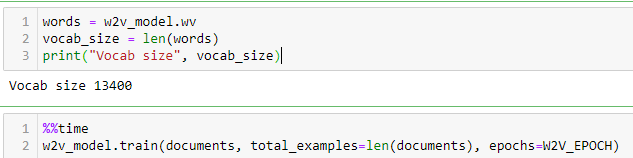 1 words = w2v_model.wv
2 vocab_size = len(words)
3 print("Vocab size", vocab_size)
Vocab size 13400
1 %%time
2 w2v_model.train(documents, total_examples=len(documents), epochs=W2V_EPOCH)